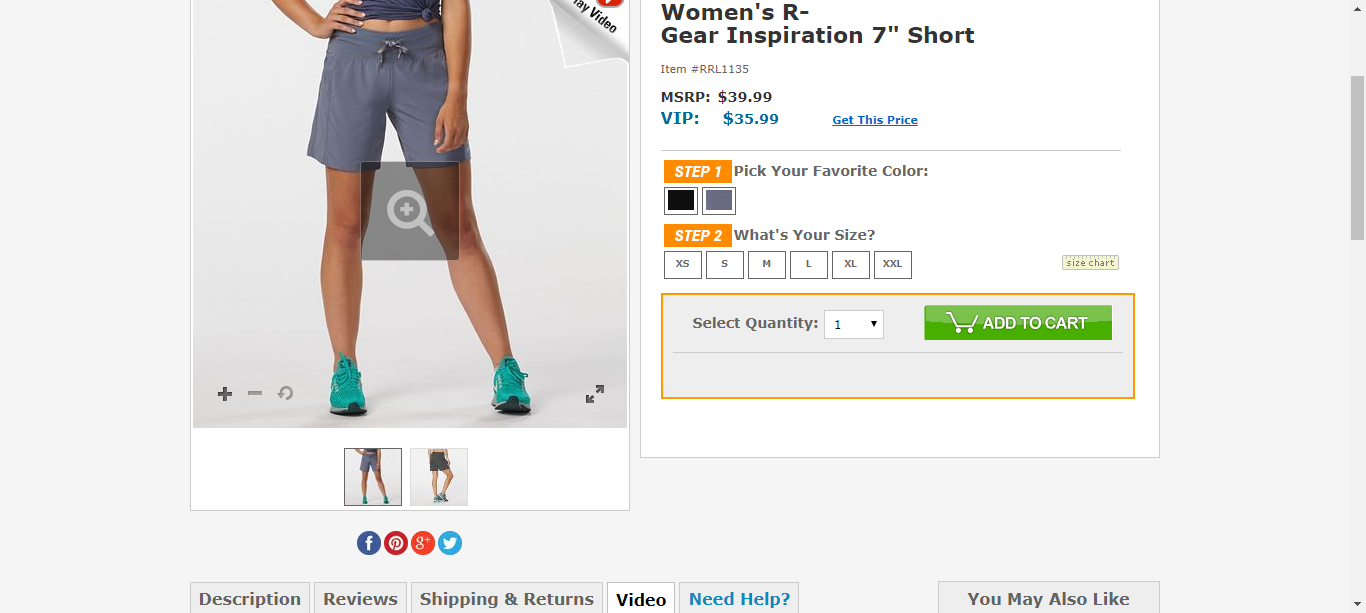 Play Video
Women's R-
Gear Inspiration 7" Short
Item #RRL1135
MSRP: $39.99
VIP: $35.99 Get This Price
STEP 1 Pick Your Favorite Color:
STEP 2 What's Your Size?
XS S M L XL XXL size chart
Select Quantity: 1 ADD TO CART
f g+
Description Reviews Shipping & Returns Video Need Help? You May Also Like